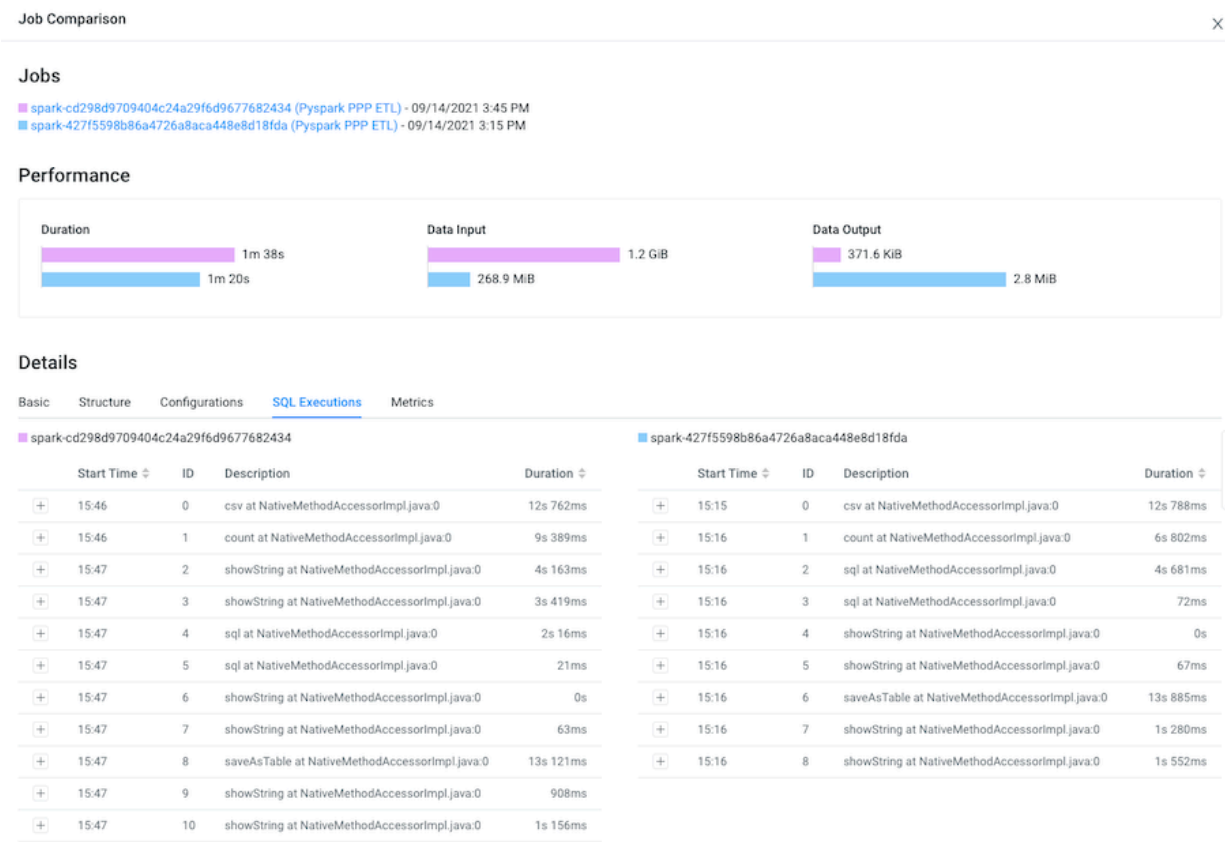 Job Comparison
X
Jobs
spark-cd298d9709404c24a29f6d9677682434 (Pyspark PPP ETL) - 09/14/2021 3:45 PM
spark-427f5598b86a4726a8aca448e8d18fda (Pyspark PPP ETL) - 09/14/2021 3:15 PM
Performance
Duration
1m 38s
1m 20s
Data Input
1.2 GiB
268.9 MiB
Data Output
371.6 KiB
2.8 MiB
Details
Basic Structure Configurations SQL Executions Metrics
spark-cd298d9709404c24a29f6d9677682434
Start Time ID Description Duration
+ 15:46 0 csv at NativeMethodAccessorImpl.java:0 12s 762ms
+ 15:46 1 count at NativeMethodAccessorImpl.java:0 9s 389ms
+ 15:47 2 showString at NativeMethodAccessorImpl.java:0 4s 163ms
+ 15:47 3 showString at NativeMethodAccessorImpl.java:0 3s 419ms
+ 15:47 4 sql at NativeMethodAccessorImpl.java:0 2s 16ms
+ 15:47 5 sql at NativeMethodAccessorImpl.java:0 21ms
+ 15:47 6 showString at NativeMethodAccessorImpl.java:0 0s
+ 15:47 7 showString at NativeMethodAccessorImpl.java:0 63ms
+ 15:47 8 saveAsTable at NativeMethodAccessorImpl.java:0 13s 121ms
+ 15:47 9 showString at NativeMethodAccessorImpl.java:0 908ms
+ 15:47 10 showString at NativeMethodAccessorImpl.java:0 1s 156ms
spark-427f5598b86a4726a8aca448e8d18fda
Start Time ID Description Duration
+ 15:15 0 csv at NativeMethodAccessorImpl.java:0 12s 788ms
+ 15:16 1 count at NativeMethodAccessorImpl.java:0 6s 802ms
+ 15:16 2 sql at NativeMethodAccessorImpl.java:0 4s 681ms
+ 15:16 3 sql at NativeMethodAccessorImpl.java:0 72ms
+ 15:16 4 showString at NativeMethodAccessorImpl.java:0 0s
+ 15:16 5 showString at NativeMethodAccessorImpl.java:0 67ms
+ 15:16 6 saveAsTable at NativeMethodAccessorImpl.java:0 13s 885ms
+ 15:16 7 showString at NativeMethodAccessorImpl.java:0 1s 280ms
+ 15:16 8 showString at NativeMethodAccessorImpl.java:0 1s 552ms